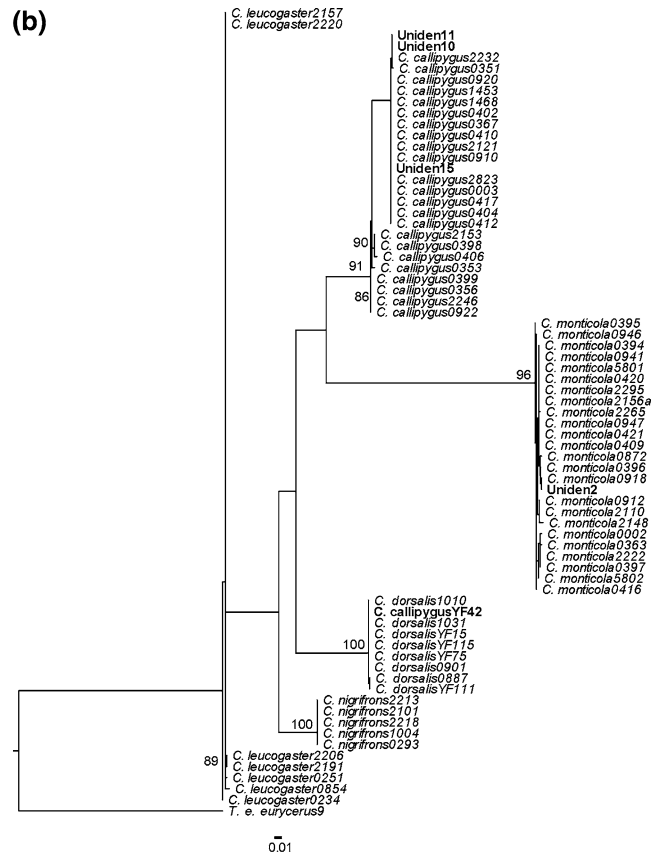 (b)
C. leucogaster2157
C. leucogaster2220
Uniden11
Uniden10
C. callipygus2232
C. callipygus0351
C. callipygus0920
C. callipygus1453
C. callipygus1468
C. callipygus0402
C. callipygus0367
C. callipygus0410
C. callipygus2121
C. callipygus0910
Uniden15
C. callipygus2823
C. callipygus0003
C. callipygus0417
C. callipygus0404
C. callipygus0412
C. callipygus2153
90
C. callipygus0398
C. callipygus0406
91
C. callipygus0353
C. callipygus0399
C. callipygus0356
86
C. callipygus2246
C. callipygus0922
C. monticola0395
C. monticola0946
C. monticola0394
C. monticola0941
C. monticola5801
96
C. monticola0420
C. monticola2295
C. monticola2156a
C. monticola2265
C. monticola0947
C. monticola0421
C. monticola0409
C. monticola0872
C. monticola0396
C. monticola0918
Uniden2
C. monticola0912
C. monticola2110
C. monticola2148
C. monticola0002
C. monticola0363
C. monticola2222
C. monticola0397
C. monticola5802
C. monticola0416
C. dorsalis1010
C. callipygusYF42
C. dorsalis1031
C. dorsalisYF15
100
C. dorsalisYF115
C. dorsalisYF75
C. dorsalis0901
C. dorsalis0887
C. dorsalisYF111
C. nigrifrons2213
C. nigrifrons2101
100
C. nigrifrons2218
C. nigrifrons1004
C. nigrifrons0293
C. leucogaster2206
89
C. leucogaster2191
C. leucogaster0251
C. leucogaster0854
C. leucogaster0234
T. e. eurycerus9
0.01